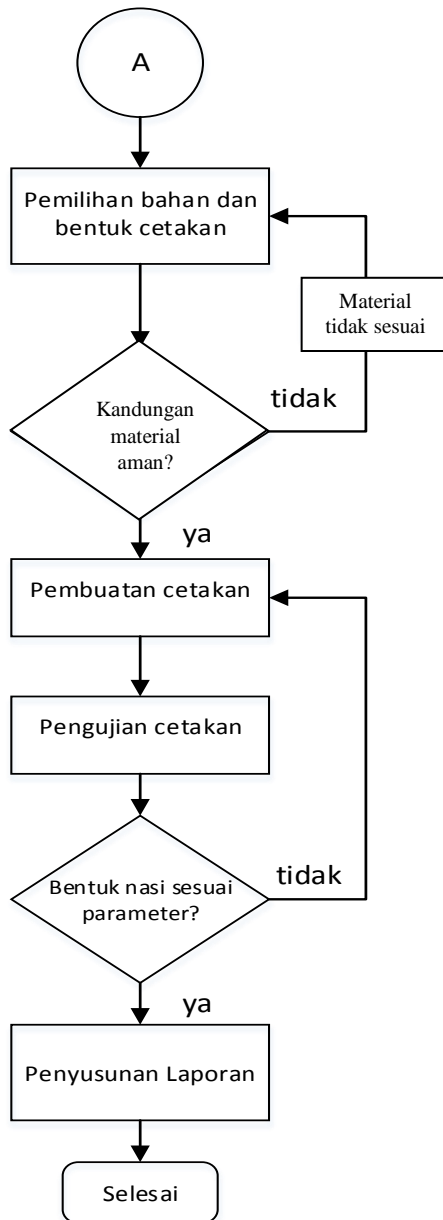 A
Pemilihan bahan dan
bentuk cetakan
Material
tidak sesuai
Kandungan
material
aman?
tidak
ya
Pembuatan cetakan
Pengujian cetakan
Bentuk nasi sesuai
parameter?
tidak
ya
Penyusunan Laporan
Selesai